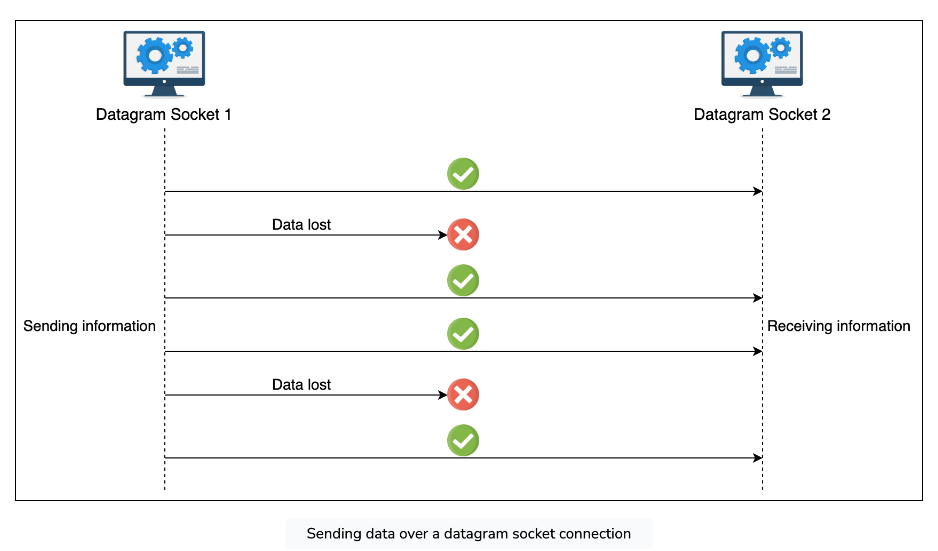 Datagram Socket 1
Datagram Socket 2
Data lost
Sending information
Receiving information
Data lost
Sending data over a datagram socket connection